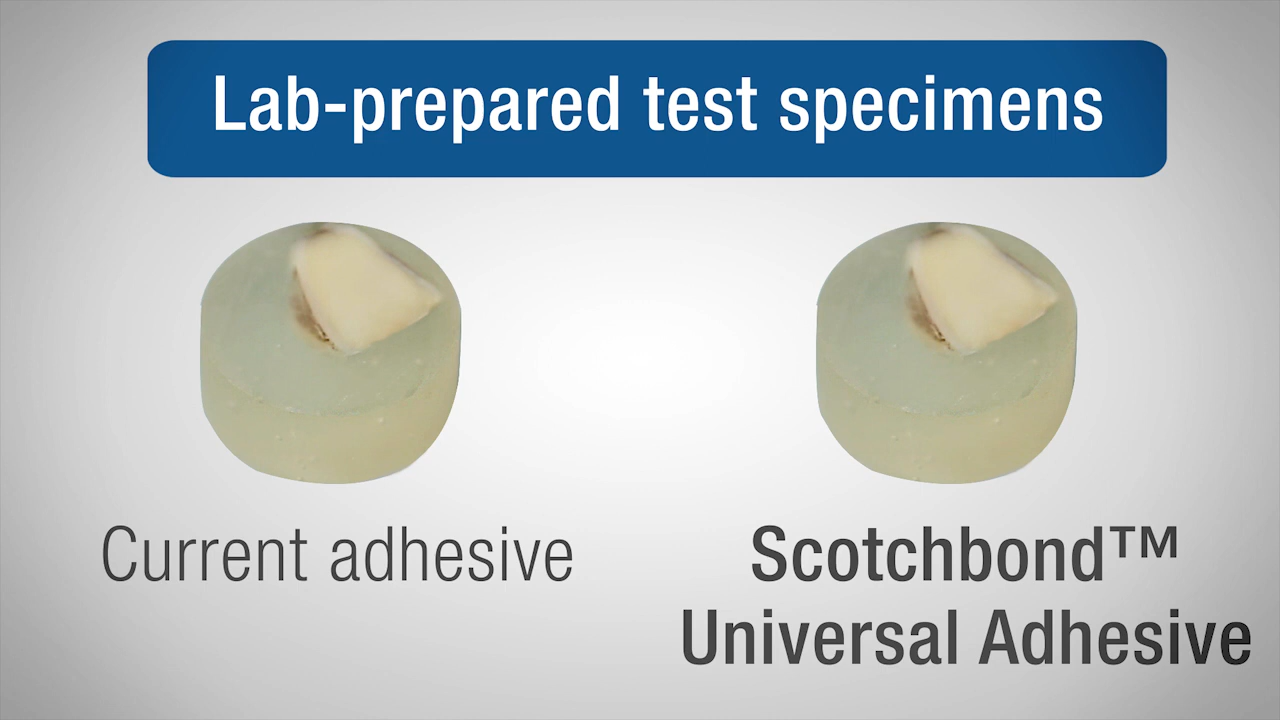 Lab-prepared test specimens
Current adhesive
Scotchbond™
Universal Adhesive